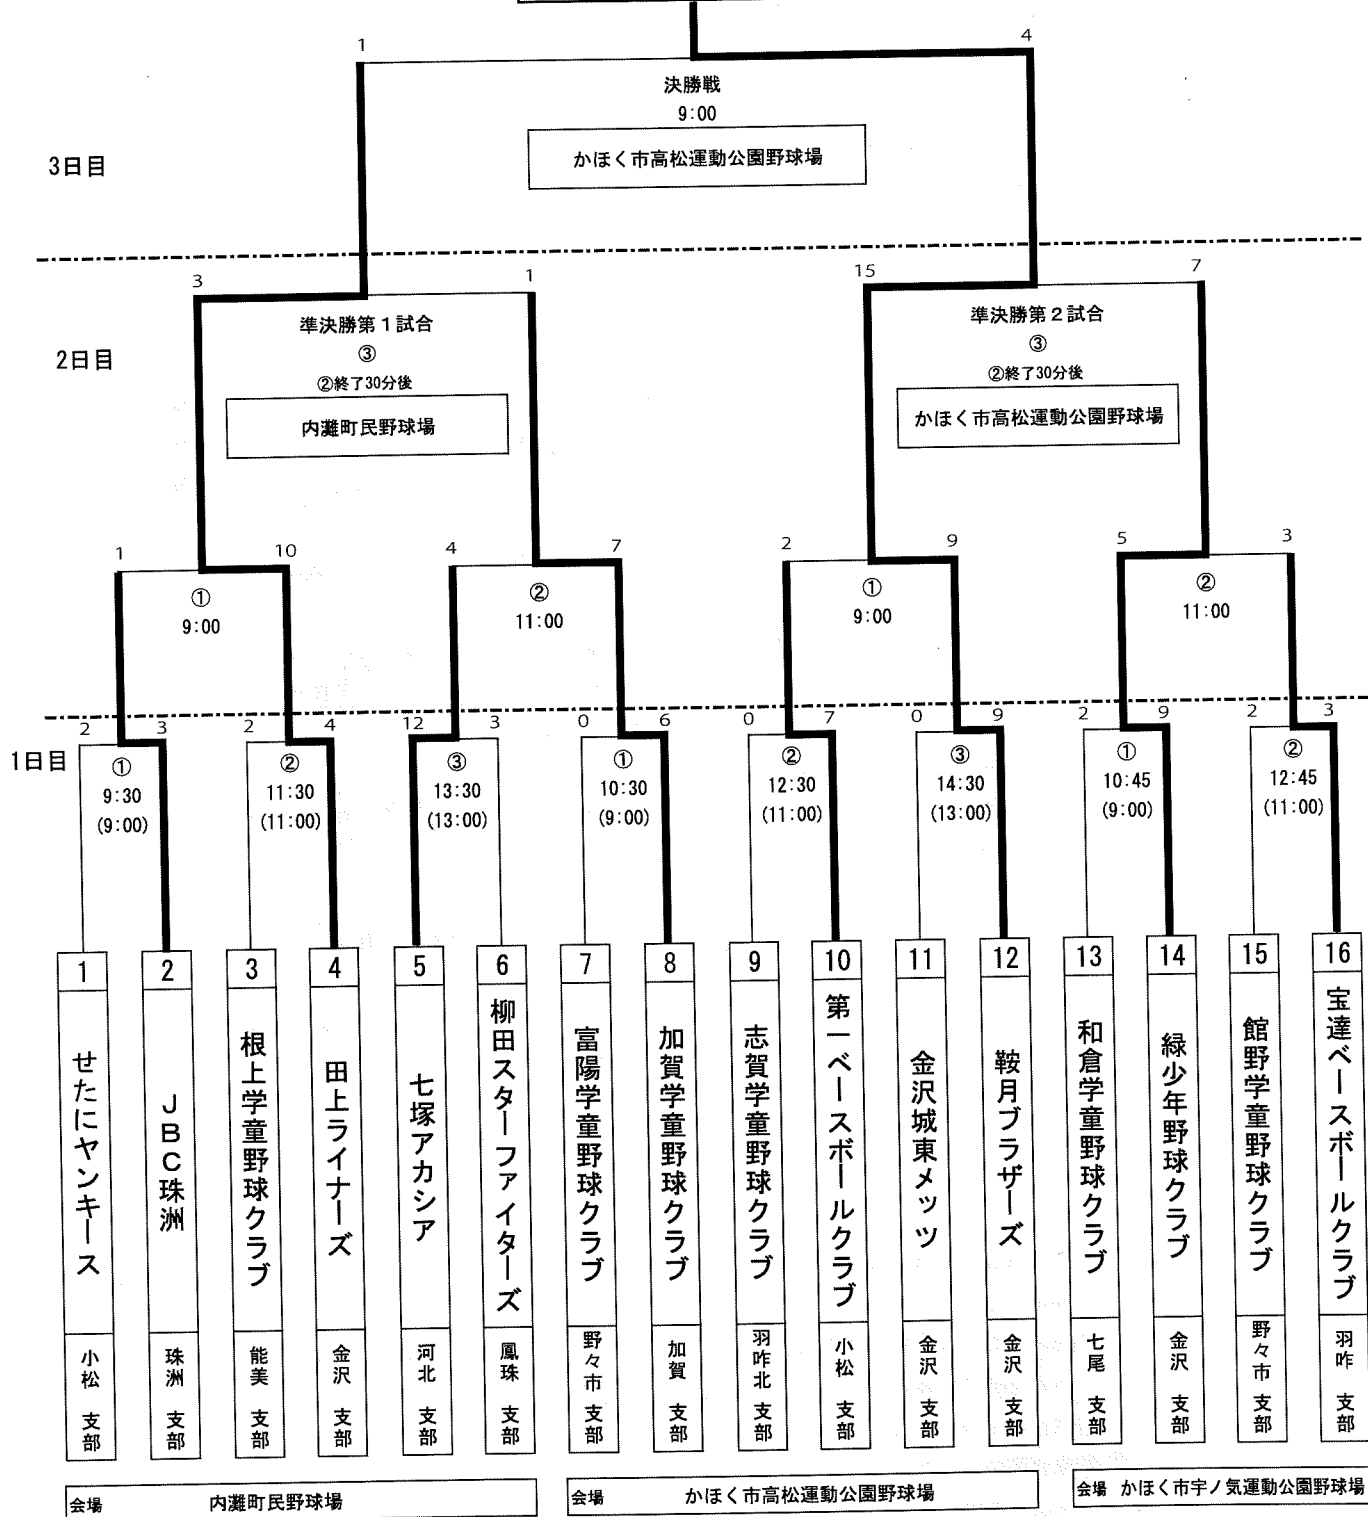 1
4
決勝戦
9:00
かほく市高松運動公園野球場
3日目
3
1
15
7
準決勝第1試合
③
②終了30分後
内灘町民野球場
準決勝第2試合
③
②終了30分後
かほく市高松運動公園野球場
2日目
1
10
4
7
2
9
5
3
①
9:00
②
11:00
①
9:00
②
11:00
1日目
2
3
2
4
12
3
0
6
0
7
0
9
2
9
2
3
①
9:30
(9:00)
②
11:30
(11:00)
③
13:30
(13:00)
①
10:30
(9:00)
②
12:30
(11:00)
③
14:30
(13:00)
①
10:45
(9:00)
②
12:45
(11:00)
1
せたにヤンキース
小松 支部
2
JBC珠洲
珠洲 支部
3
根上学童野球クラブ
能美 支部
4
田上ライナーズ
金沢 支部
5
七塚アカシア
河北 支部
6
柳田スターファイターズ
鳳珠 支部
7
富陽学童野球クラブ
野々市 支部
8
加賀学童野球クラブ
加賀 支部
9
志賀学童野球クラブ
羽咋北 支部
10
第一ベースボールクラブ
小松 支部
11
金沢城東メッツ
金沢 支部
12
鞍月ブラザーズ
金沢 支部
13
和倉学童野球クラブ
七尾 支部
14
緑少年野球クラブ
金沢 支部
15
館野学童野球クラブ
野々市 支部
16
宝達ベースボールクラブ
羽咋 支部
会場 内灘町民野球場
会場 かほく市高松運動公園野球場
会場 かほく市宇ノ気運動公園野球場